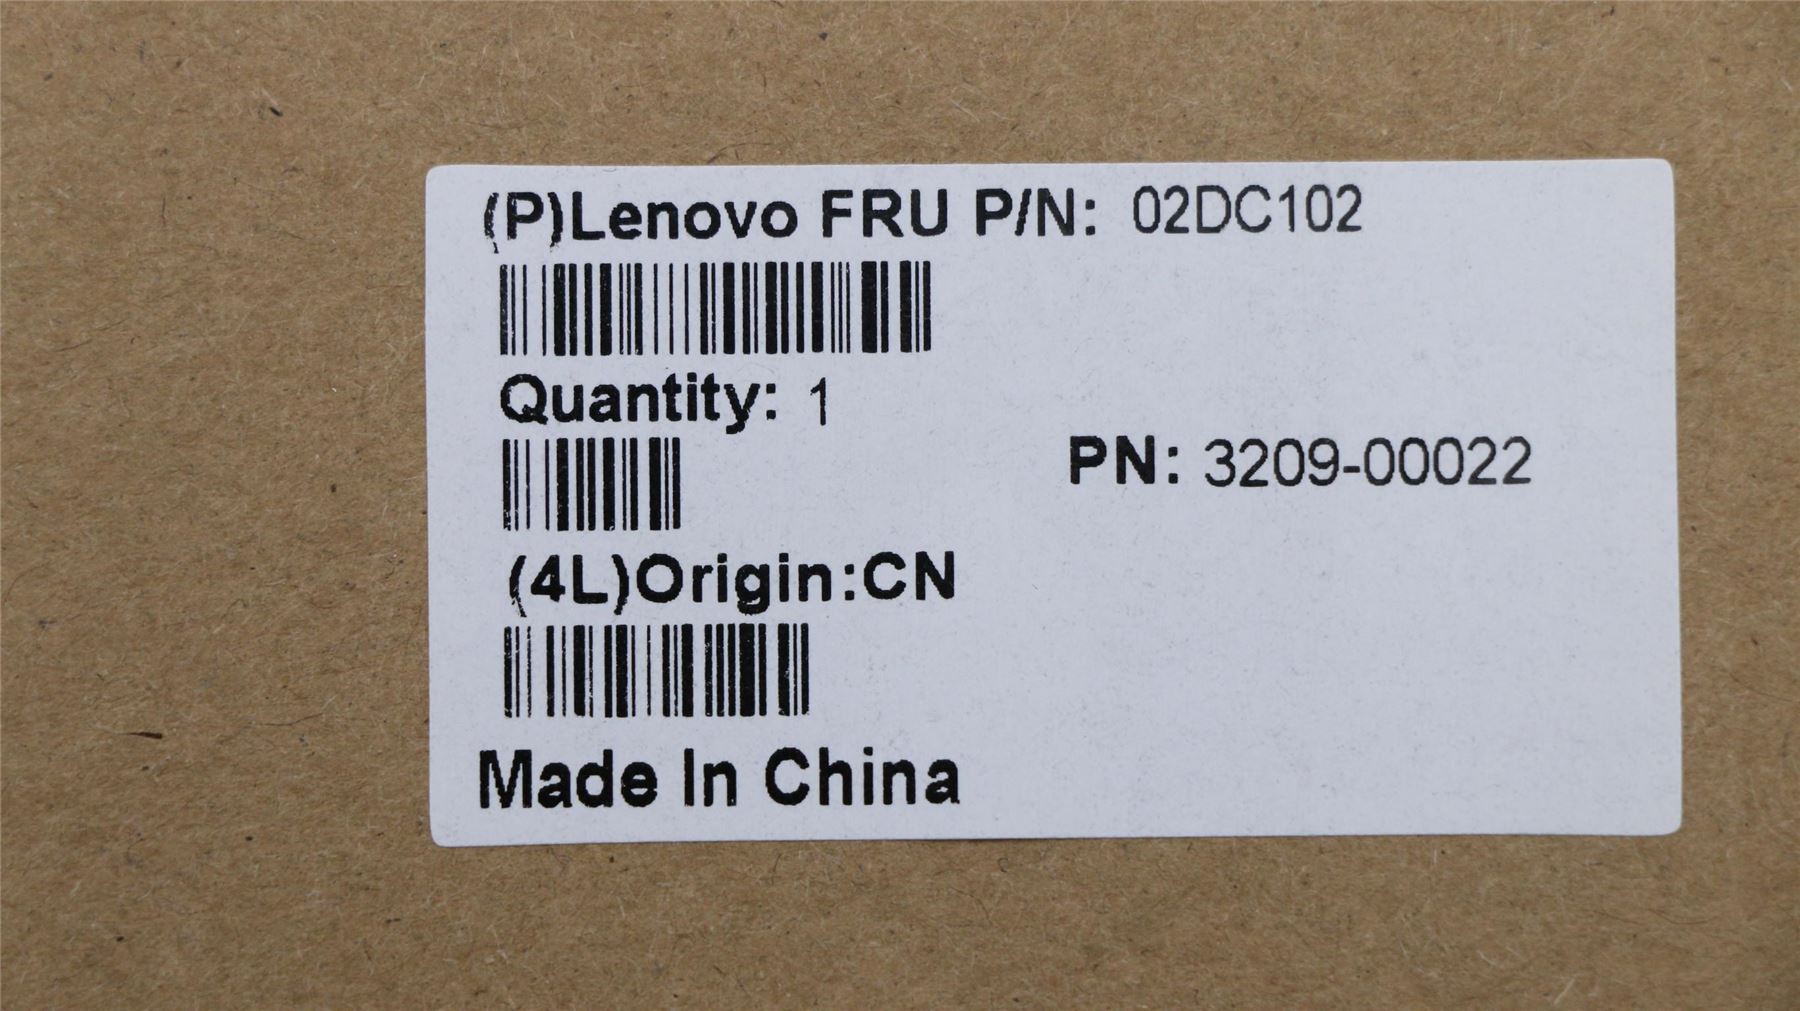 (P)Lenovo FRU P/N: 02DC102
Quantity: 1
PN: 3209-00022
(4L)Origin:CN
Made In China